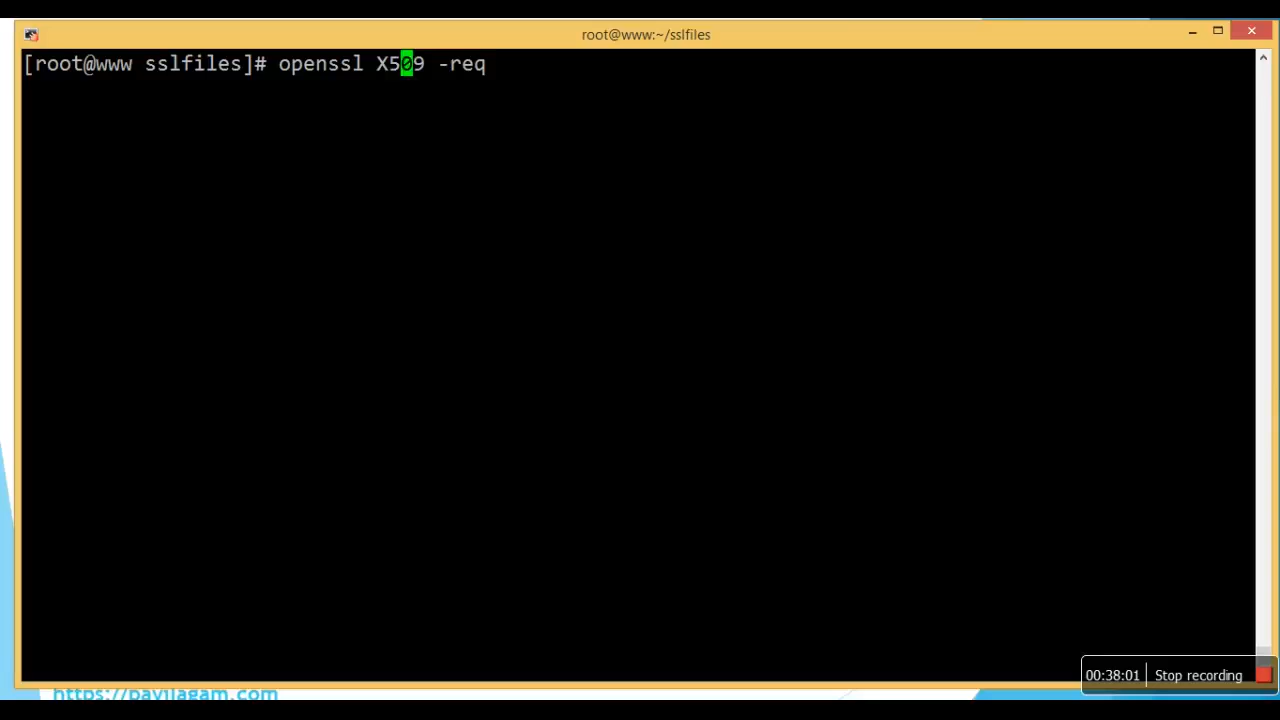 root@www:~/sslfiles
[root@www sslfiles]# openssl X509 -req
00:38:01 Stop recording
https://payilagam.com